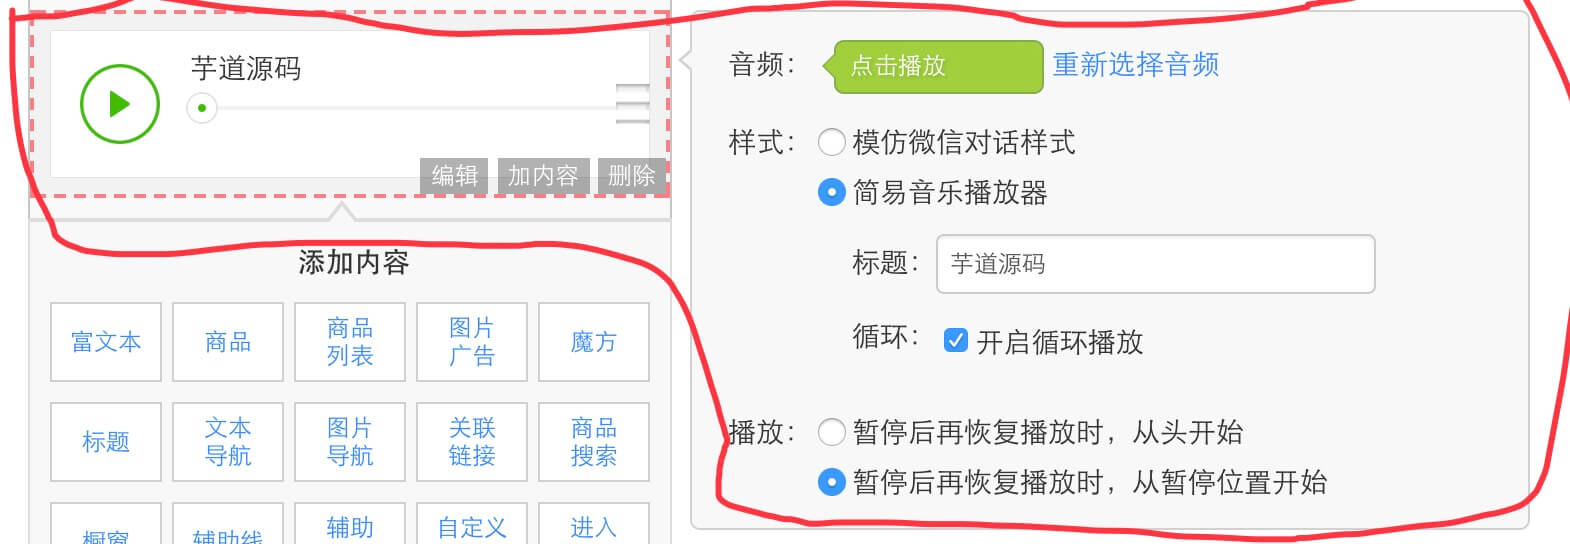 芋道源码
编辑 加内容 删除
添加内容
富文本 商品 商品列表 图片广告 魔方
标题 文本导航 图片导航 关联链接 商品搜索
橱窗 辅助线 辅助 自定义 进入
音频： 点击播放 重新选择音频
样式： 模仿微信对话样式
简易音乐播放器
标题： 芋道源码
循环： 开启循环播放
播放： 暂停后再恢复播放时，从头开始
暂停后再恢复播放时，从暂停位置开始